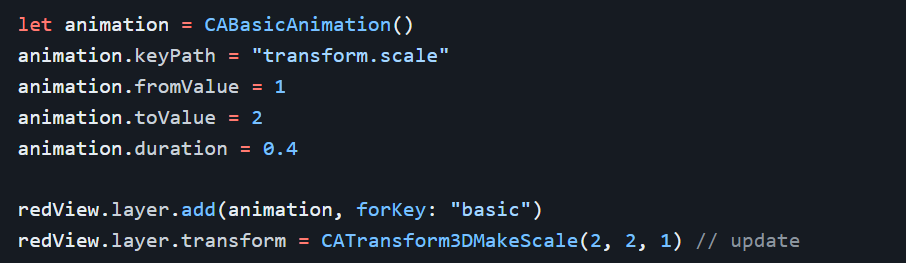 let animation = CABasicAnimation()
animation.keyPath = "transform.scale"
animation.fromValue = 1
animation.toValue = 2
animation.duration = 0.4
redView.layer.add(animation, forKey: "basic")
redView.layer.transform = CATransform3DMakeScale(2, 2, 1) // update